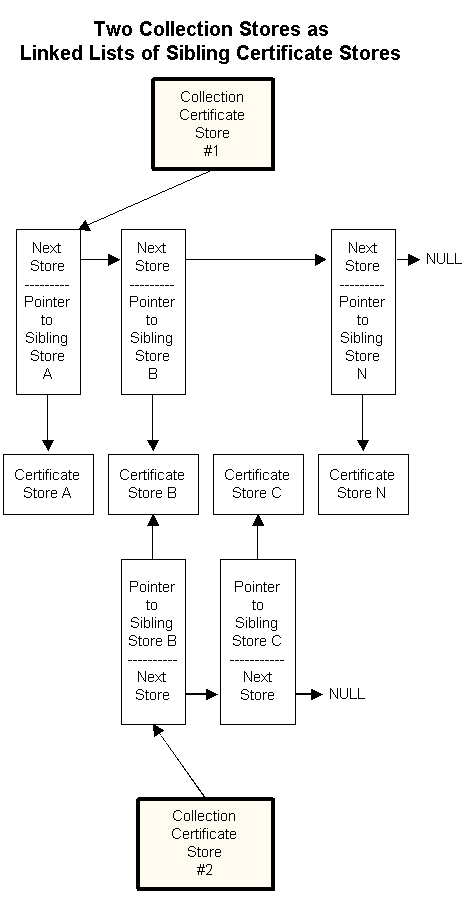 Two Collection Stores as
Linked Lists of Sibling Certificate Stores
Collection
Certificate
Store
#1
Next
Store
---------
Pointer
to
Sibling
Store
A
Next
Store
---------
Pointer
to
Sibling
Store
B
Next
Store
---------
Pointer
to
Sibling
Store
N
NULL
Certificate
Store A
Certificate
Store B
Certificate
Store C
Certificate
Store N
Pointer
to
Sibling
Store B
----------
Next
Store
Pointer
to
Sibling
Store C
-----------
Next
Store
NULL
Collection
Certificate
Store
#2